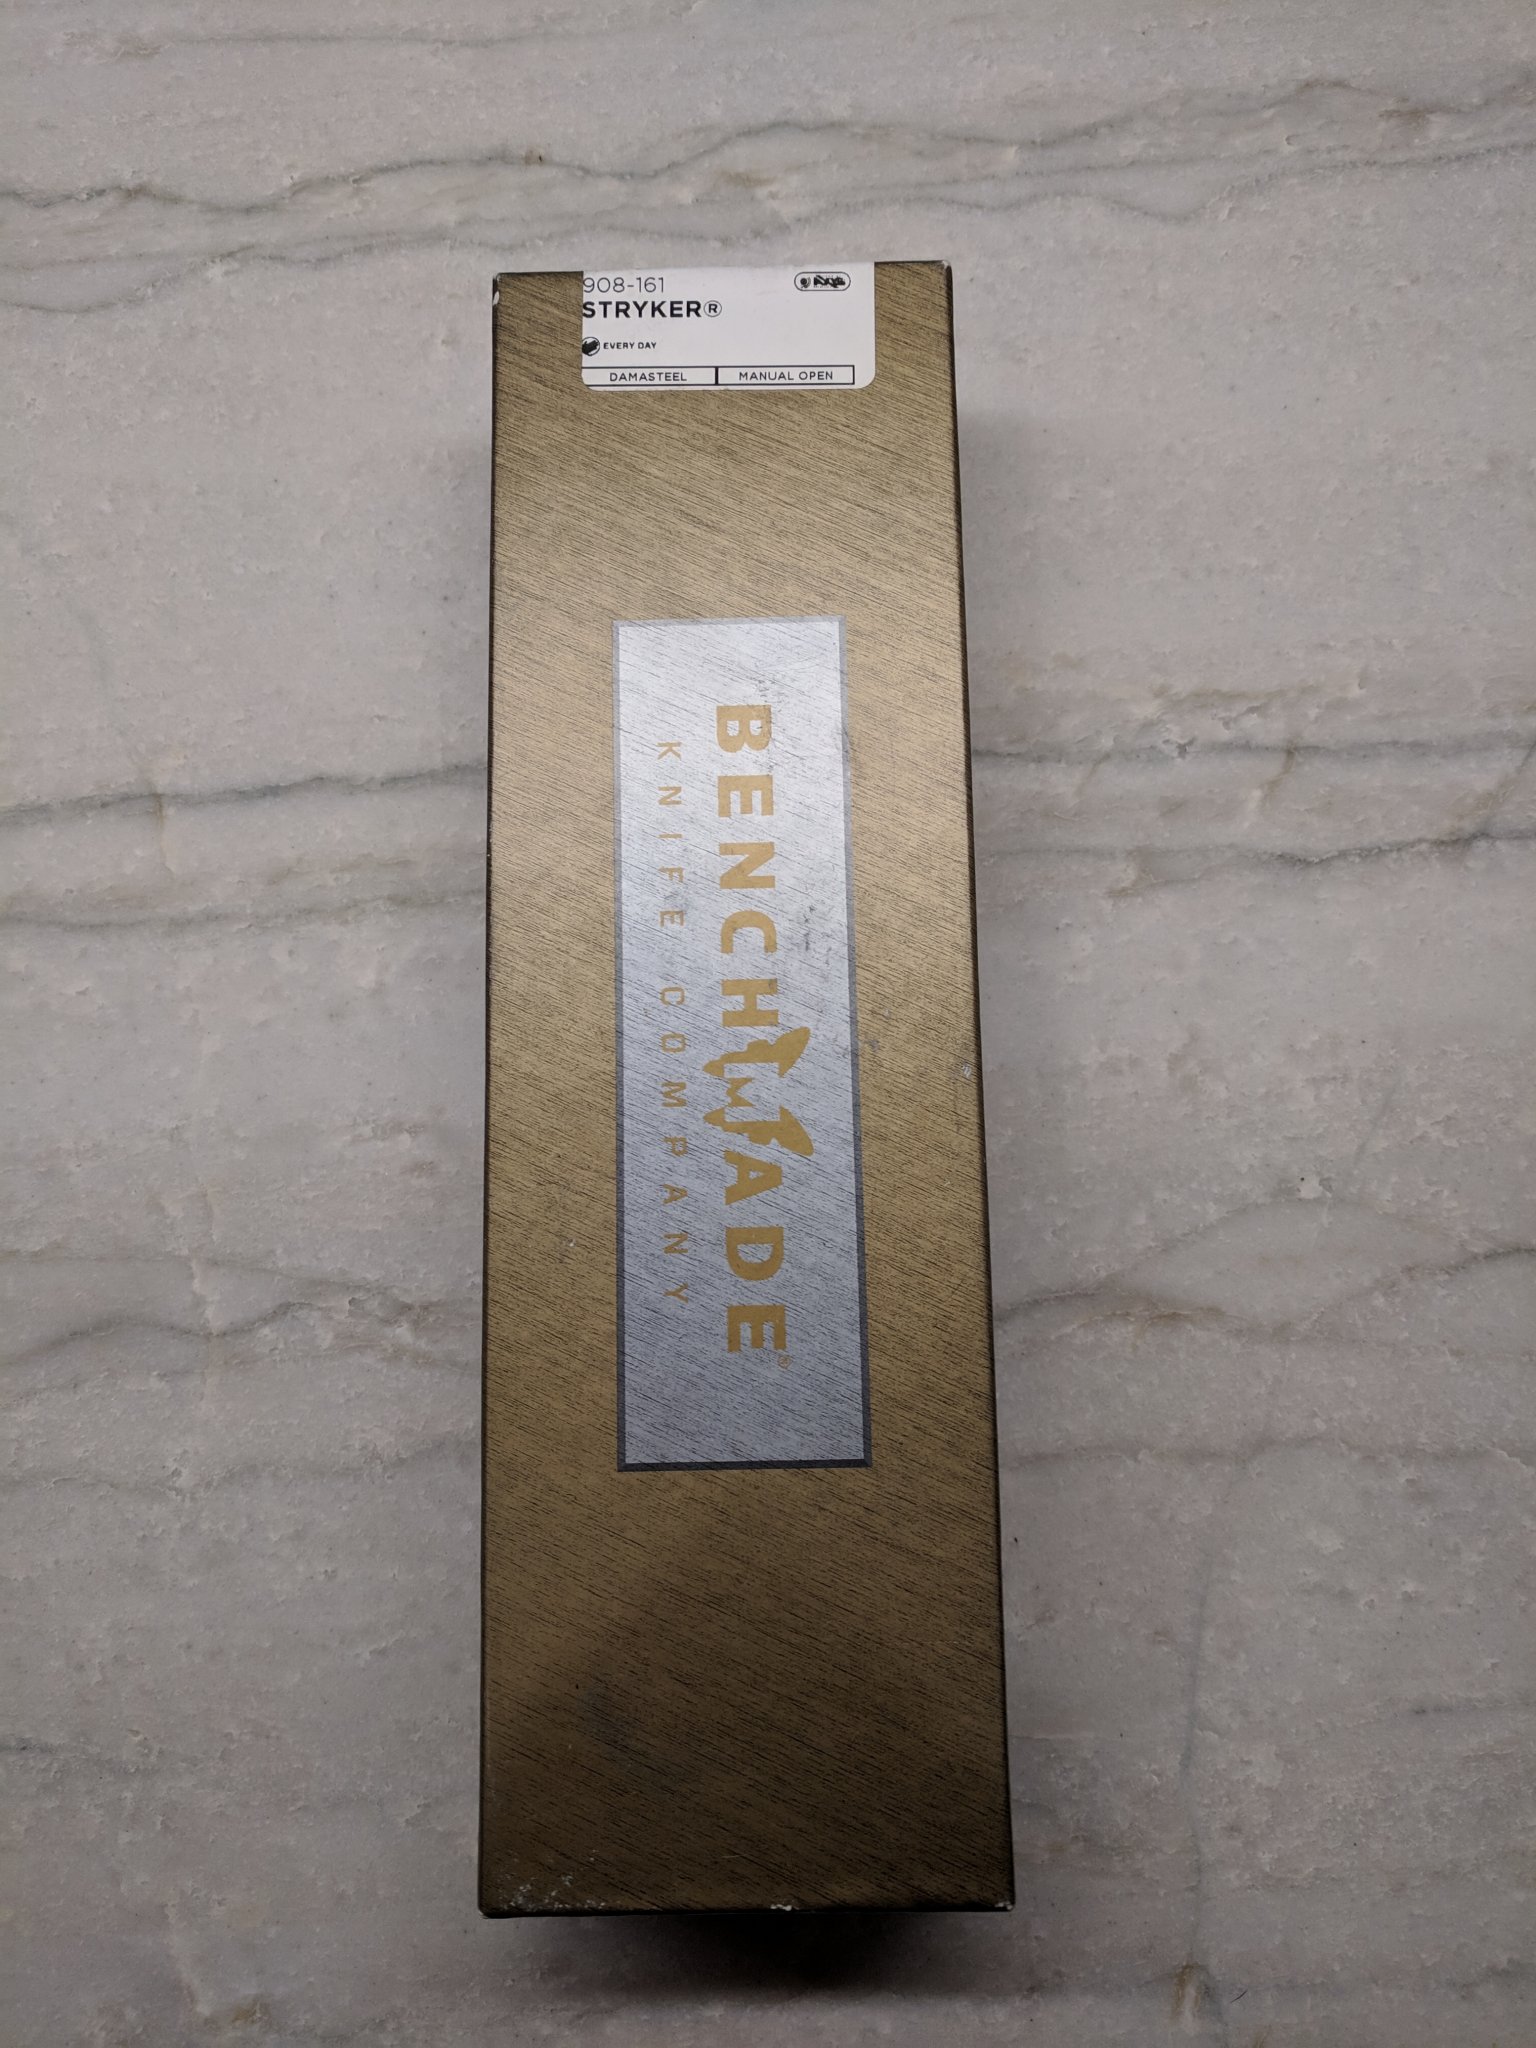 908-161
STRYKER®
EVERY DAY
DAMASTEEL
MANUAL OPEN
BENCHMADE®
KNIFE COMPANY